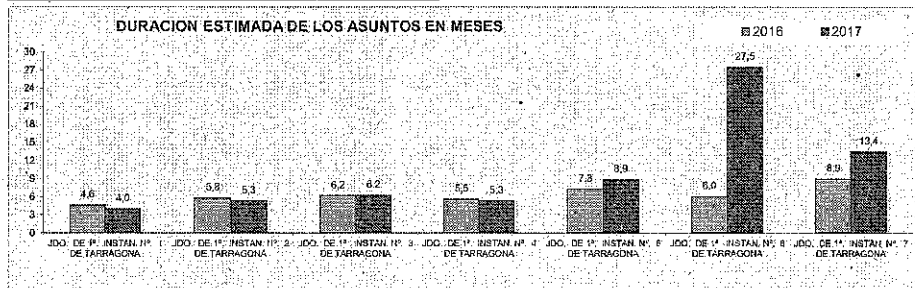 DURACION ESTIMADA DE LOS ASUNTOS EN MESES
2016 2017
30
27
24
21
18
15
12
9
6
3
0
4,6 4,0 5,8 5,3 6,2 6,2 5,5 5,3 7,3 8,9 6,0 27,5 8,9 13,4
JDO. DE 1ª. INSTAN. Nº. 1
DE TARRAGONA
JDO. DE 1ª. INSTAN. Nº. 2
DE TARRAGONA
JDO. DE 1ª. INSTAN. Nº. 3
DE TARRAGONA
JDO. DE 1ª. INSTAN. Nº. 4
DE TARRAGONA
JDO. DE 1ª. INSTAN. Nº. 5
DE TARRAGONA
JDO. DE 1ª. INSTAN. Nº. 6
DE TARRAGONA
JDO. DE 1ª. INSTAN. Nº. 7
DE TARRAGONA